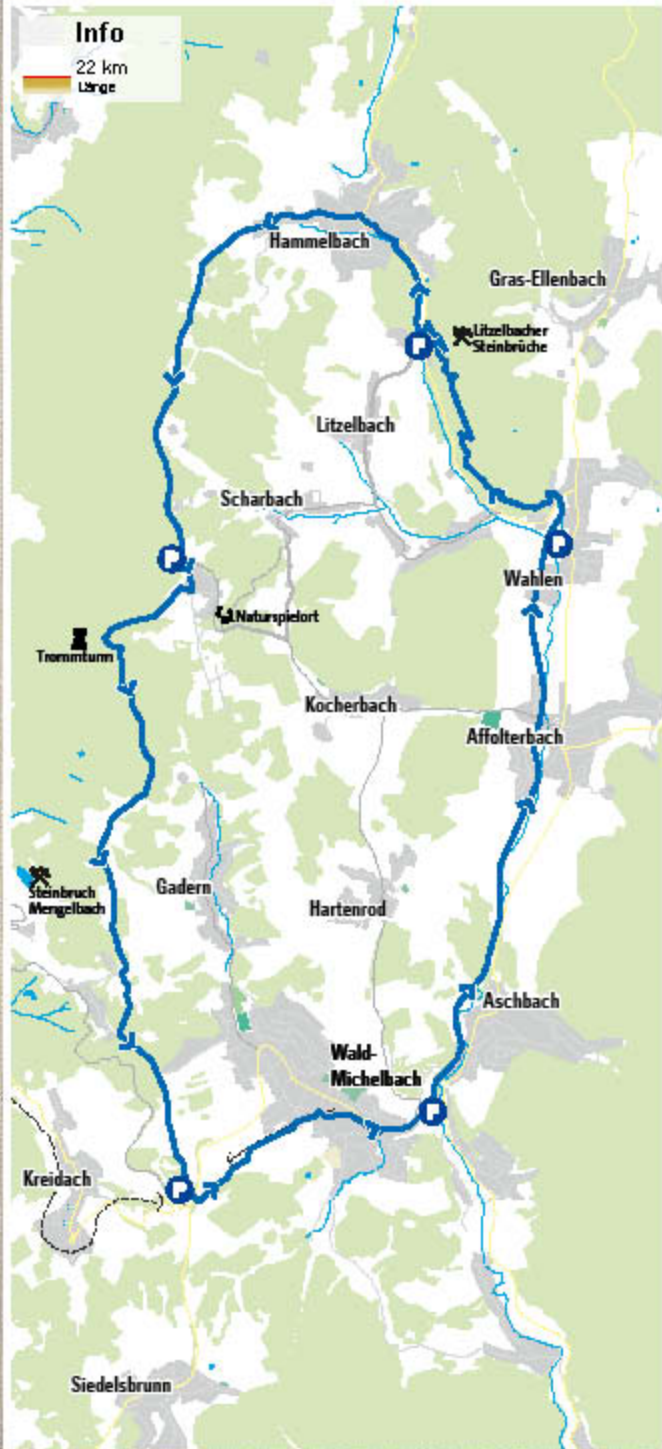 Info
22 km
Länge
Hammelbach
Gras-Ellenbach
Litzelbacher
Steinbrüche
Litzelbach
Scharbach
Wahlen
Naturspielort
Trommturm
Kocherbach
Affolterbach
Steinbruch
Mengelbach
Gadern
Hartenrod
Aschbach
Wald-
Michelbach
Kreidach
Siedelsbrunn